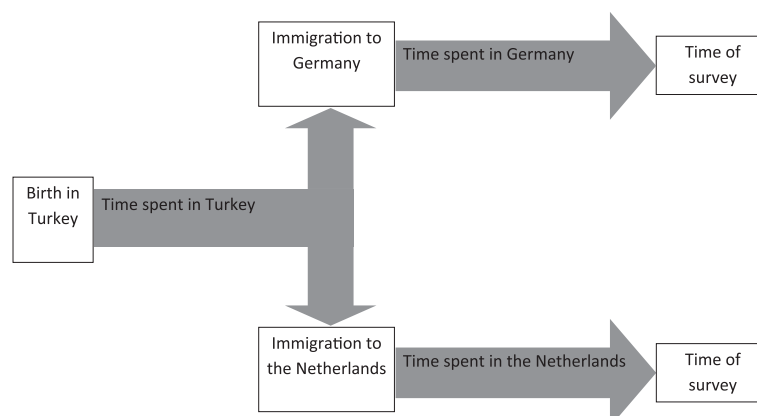 Immigration to
Germany
Time spent in Germany
Time of
survey
Birth in
Turkey
Time spent in Turkey
Immigration to
the Netherlands
Time spent in the Netherlands
Time of
survey